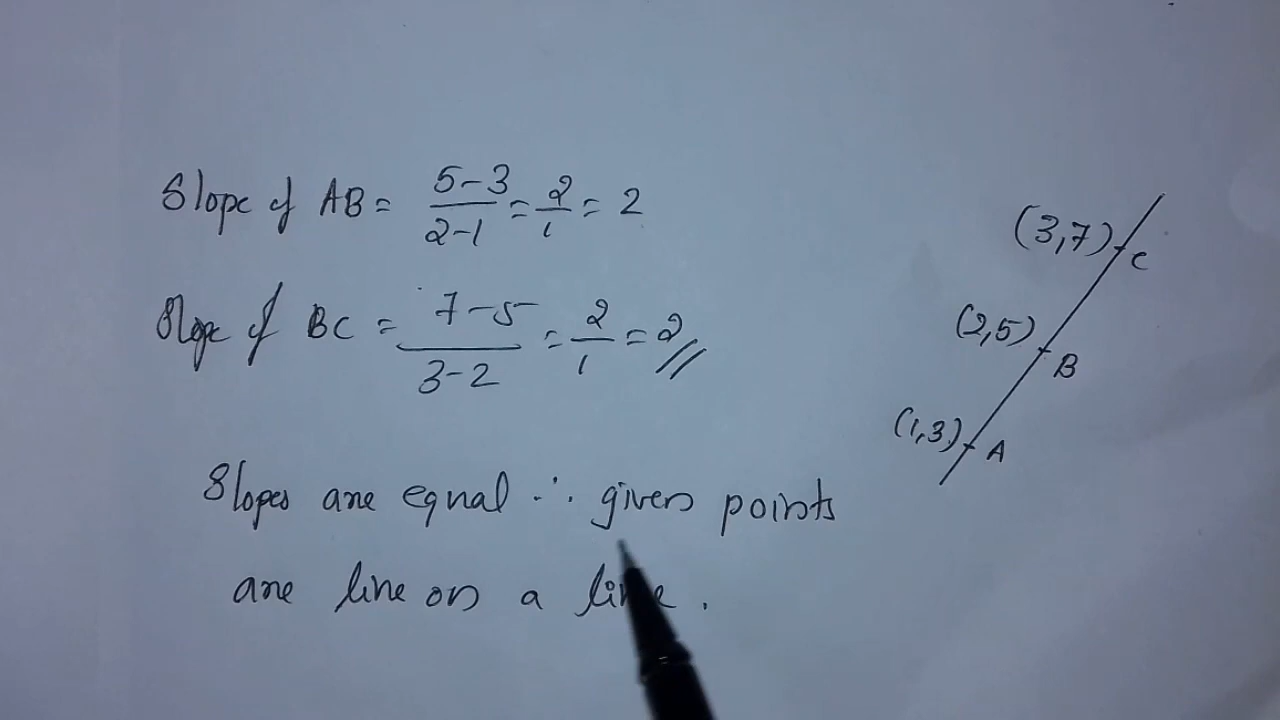 Slope of AB = 5-3/2-1 = 2/1 = 2
Slope of BC = 7-5/3-2 = 2/1 = 2//
Slopes are equal ∴ given points
are line on a line.
(3,7) C
(2,5) B
(1,3) A